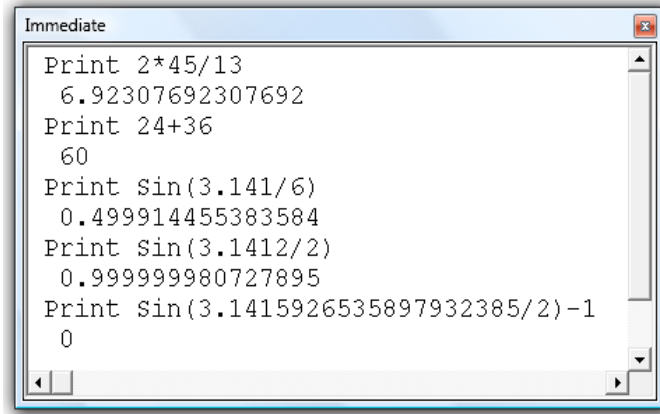 Immediate
Print 2*45/13
6.92307692307692
Print 24+36
60
Print Sin(3.141/6)
0.499914455383584
Print Sin(3.1412/2)
0.999999980727895
Print Sin(3.1415926535897932385/2)-1
0